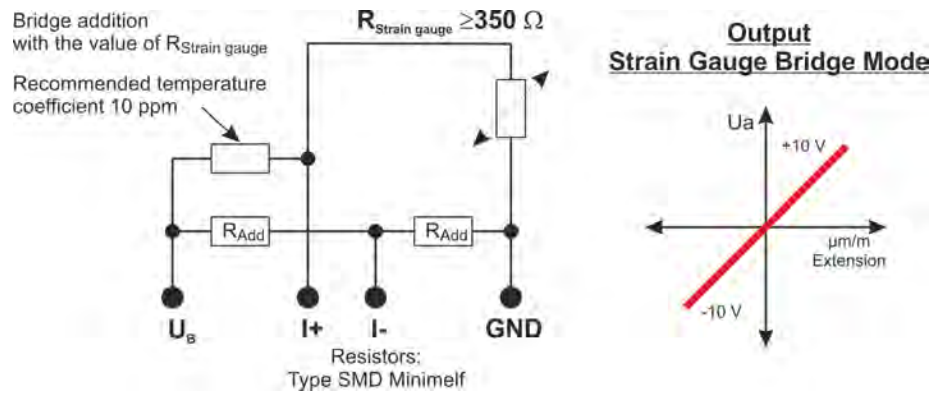 Bridge addition
with the value of RStrain gauge
Recommended temperature
coefficient 10 ppm
RStrain gauge ≥350 Ω
RAdd
RAdd
UB
I+
I-
GND
Resistors:
Type SMD Minimelf
Output
Strain Gauge Bridge Mode
Ua
+10 V
µm/m
Extension
-10 V